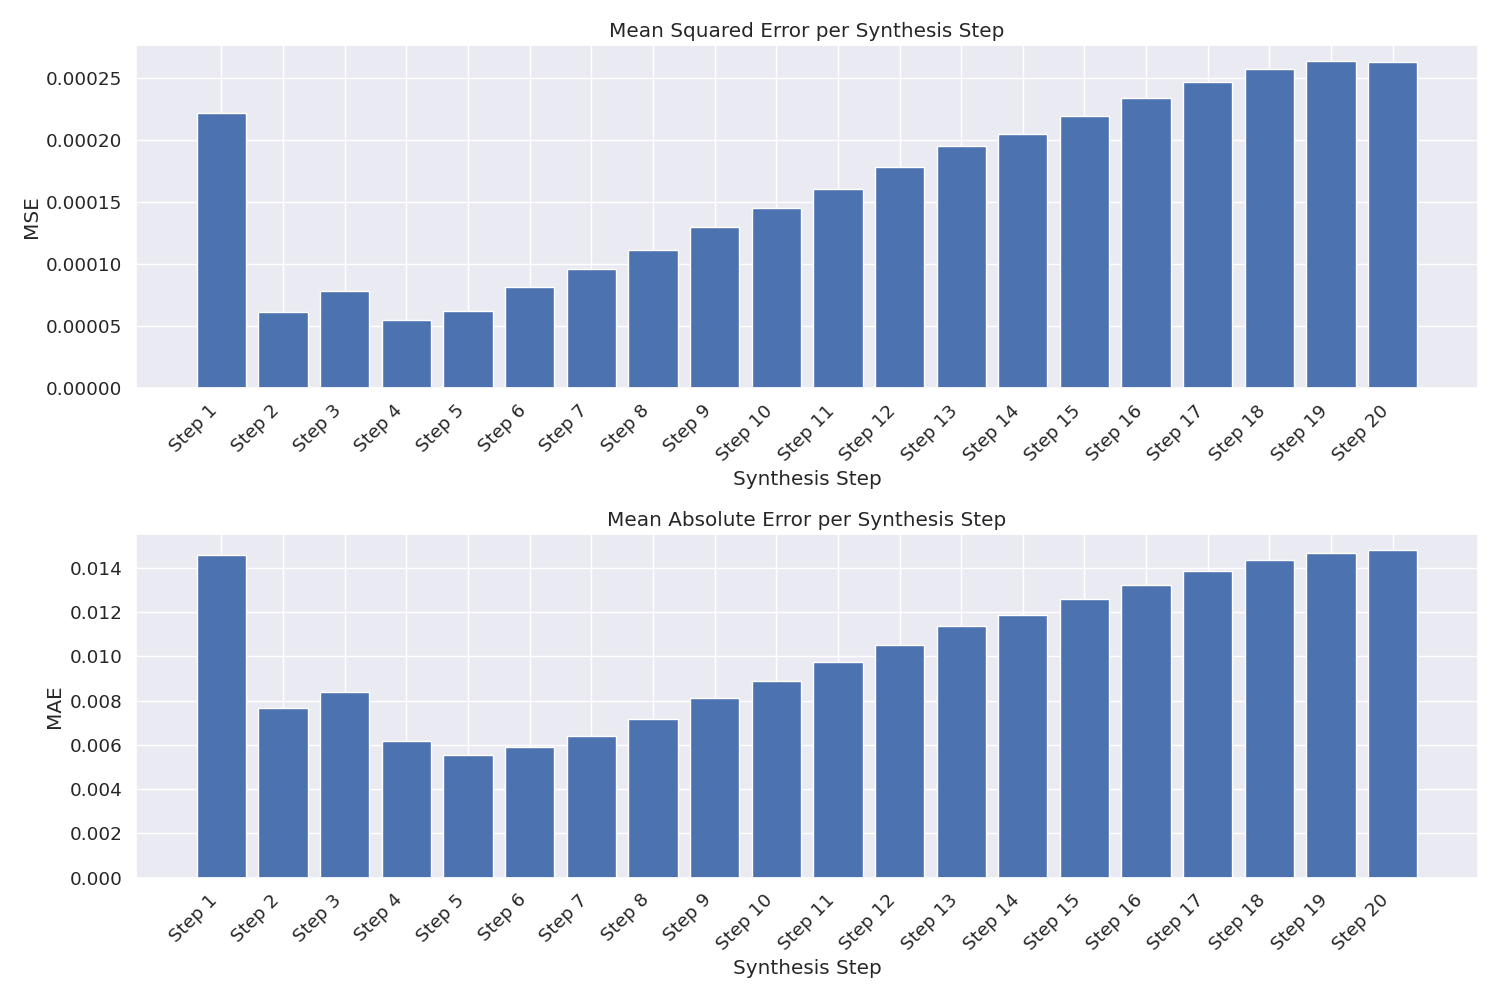 Mean Squared Error per Synthesis Step
MSE
0.00025
0.00020
0.00015
0.00010
0.00005
0.00000
Step 1
Step 2
Step 3
Step 4
Step 5
Step 6
Step 7
Step 8
Step 9
Step 10
Step 11
Step 12
Step 13
Step 14
Step 15
Step 16
Step 17
Step 18
Step 19
Step 20
Synthesis Step
Mean Absolute Error per Synthesis Step
MAE
0.014
0.012
0.010
0.008
0.006
0.004
0.002
0.000
Step 1
Step 2
Step 3
Step 4
Step 5
Step 6
Step 7
Step 8
Step 9
Step 10
Step 11
Step 12
Step 13
Step 14
Step 15
Step 16
Step 17
Step 18
Step 19
Step 20
Synthesis Step